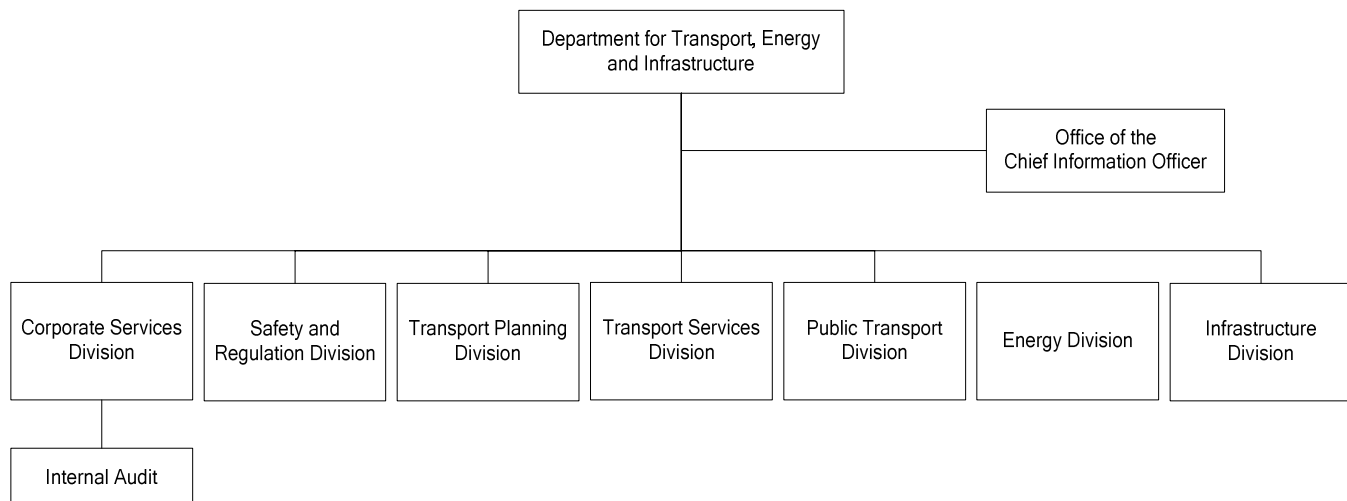 Department for Transport, Energy
and Infrastructure
Office of the
Chief Information Officer
Corporate Services
Division
Safety and
Regulation Division
Transport Planning
Division
Transport Services
Division
Public Transport
Division
Energy Division
Infrastructure
Division
Internal Audit